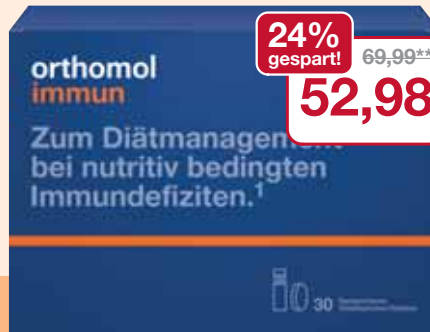 24%
gespart!
69,99**
52,98
orthomol
immun
Zum Diätmanagement
bei nutritiv bedingten
Immundefiziten.¹
30